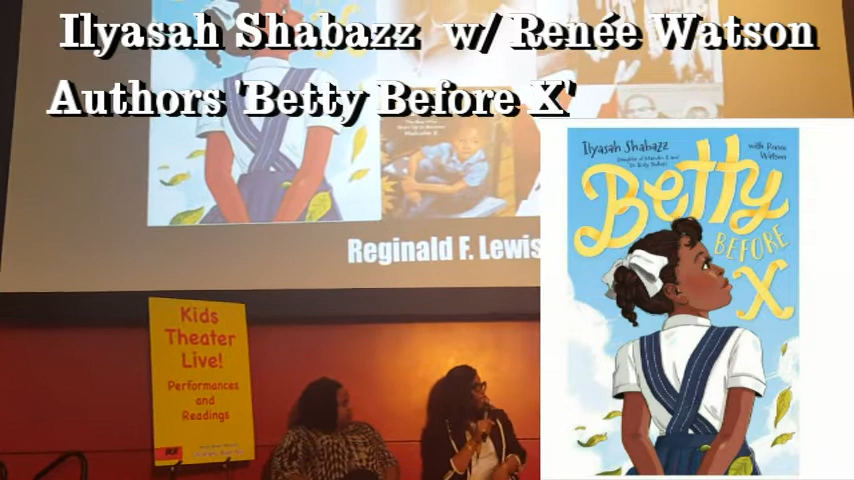 Ilyasah Shabazz w/ Renée Watson
Authors 'Betty Before X'
Malcolm X
Reginald F. Lewis
Kids
Theater
Live!
Performances
and
Readings
Ilyasah Shabazz
with Renée
Watson
Betty
BEFORE
X